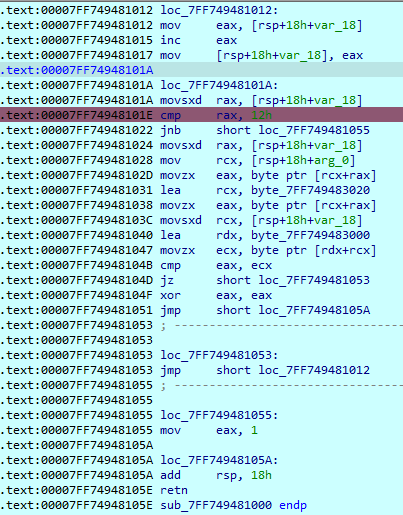 .text:00007FF749481012 loc_7FF749481012:
.text:00007FF749481012 mov     eax, [rsp+18h+var_18]
.text:00007FF749481015 inc     eax
.text:00007FF749481017 mov     [rsp+18h+var_18], eax
.text:00007FF74948101A
.text:00007FF74948101A loc_7FF74948101A:
.text:00007FF74948101A movsxd  rax, [rsp+18h+var_18]
.text:00007FF74948101E cmp     rax, 12h
.text:00007FF749481022 jnb     short loc_7FF749481055
.text:00007FF749481024 movsxd  rax, [rsp+18h+var_18]
.text:00007FF749481028 mov     rcx, [rsp+18h+arg_0]
.text:00007FF74948102D movzx   eax, byte ptr [rcx+rax]
.text:00007FF749481031 lea     rcx, byte_7FF749483020
.text:00007FF749481038 movzx   eax, byte ptr [rcx+rax]
.text:00007FF74948103C movsxd  rcx, [rsp+18h+var_18]
.text:00007FF749481040 lea     rdx, byte_7FF749483000
.text:00007FF749481047 movzx   ecx, byte ptr [rdx+rcx]
.text:00007FF74948104B cmp     eax, ecx
.text:00007FF74948104D jz      short loc_7FF749481053
.text:00007FF74948104F xor     eax, eax
.text:00007FF749481051 jmp     short loc_7FF74948105A
.text:00007FF749481053 ; ---------------------------------
.text:00007FF749481053
.text:00007FF749481053 loc_7FF749481053:
.text:00007FF749481053 jmp     short loc_7FF749481012
.text:00007FF749481055 ; ---------------------------------
.text:00007FF749481055
.text:00007FF749481055 loc_7FF749481055:
.text:00007FF749481055 mov     eax, 1
.text:00007FF74948105A
.text:00007FF74948105A loc_7FF74948105A:
.text:00007FF74948105A add     rsp, 18h
.text:00007FF74948105E retn
.text:00007FF74948105E sub_7FF749481000 endp